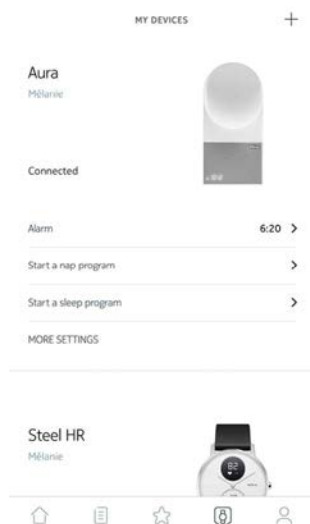 MY DEVICES
Aura
Mélanie
Connected
Alarm 6:20
Start a nap program
Start a sleep program
MORE SETTINGS
Steel HR
Mélanie
82